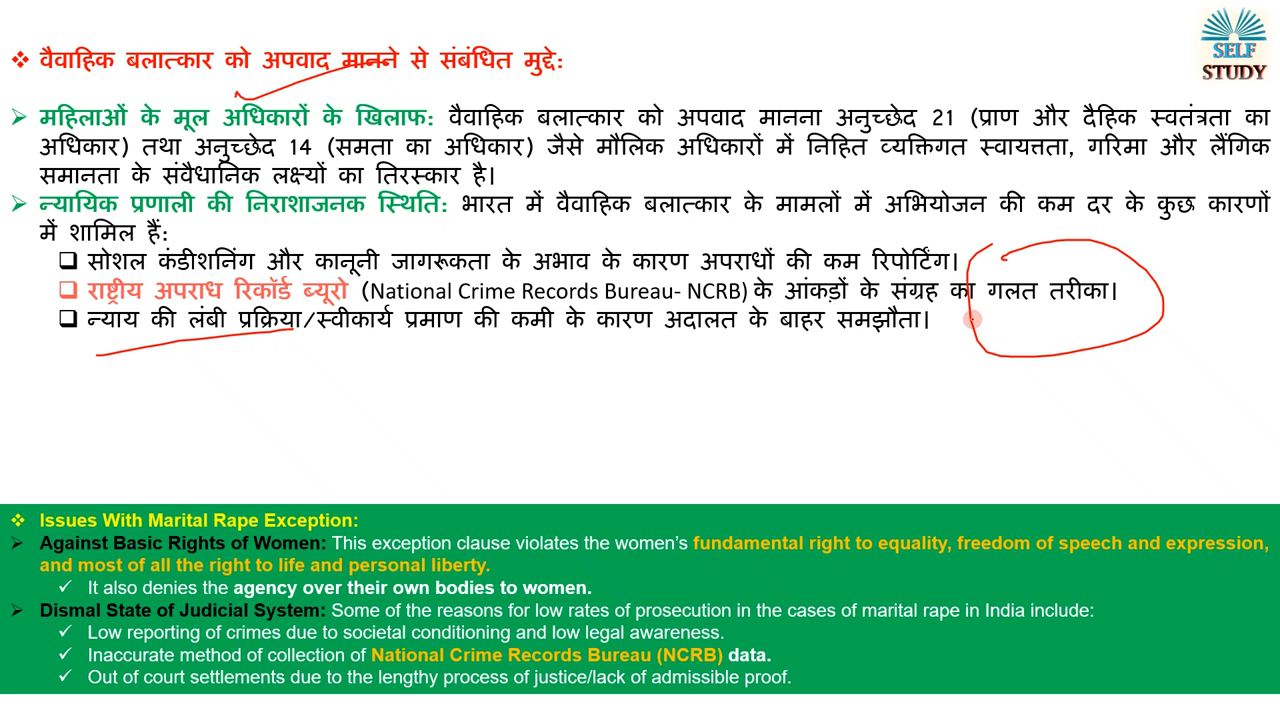 ❖ वैवाहिक बलात्कार को अपवाद मानने से संबंधित मुद्दे:
SELF
STUDY
➢ महिलाओं के मूल अधिकारों के खिलाफ: वैवाहिक बलात्कार को अपवाद मानना अनुच्छेद 21 (प्राण और दैहिक स्वतंत्रता का
अधिकार) तथा अनुच्छेद 14 (समता का अधिकार) जैसे मौलिक अधिकारों में निहित व्यक्तिगत स्वायत्तता, गरिमा और लैंगिक
समानता के संवैधानिक लक्ष्यों का तिरस्कार है।
➢ न्यायिक प्रणाली की निराशाजनक स्थिति: भारत में वैवाहिक बलात्कार के मामलों में अभियोजन की कम दर के कुछ कारणों
में शामिल हैं:
❑ सोशल कंडीशनिंग और कानूनी जागरूकता के अभाव के कारण अपराधों की कम रिपोर्टिंग।
❑ राष्ट्रीय अपराध रिकॉर्ड ब्यूरो (National Crime Records Bureau- NCRB) के आंकड़ों के संग्रह का गलत तरीका।
❑ न्याय की लंबी प्रक्रिया/स्वीकार्य प्रमाण की कमी के कारण अदालत के बाहर समझौता।
❖ Issues With Marital Rape Exception:
➢ Against Basic Rights of Women: This exception clause violates the women's fundamental right to equality, freedom of speech and expression,
and most of all the right to life and personal liberty.
✓ It also denies the agency over their own bodies to women.
➢ Dismal State of Judicial System: Some of the reasons for low rates of prosecution in the cases of marital rape in India include:
✓ Low reporting of crimes due to societal conditioning and low legal awareness.
✓ Inaccurate method of collection of National Crime Records Bureau (NCRB) data.
✓ Out of court settlements due to the lengthy process of justice/lack of admissible proof.